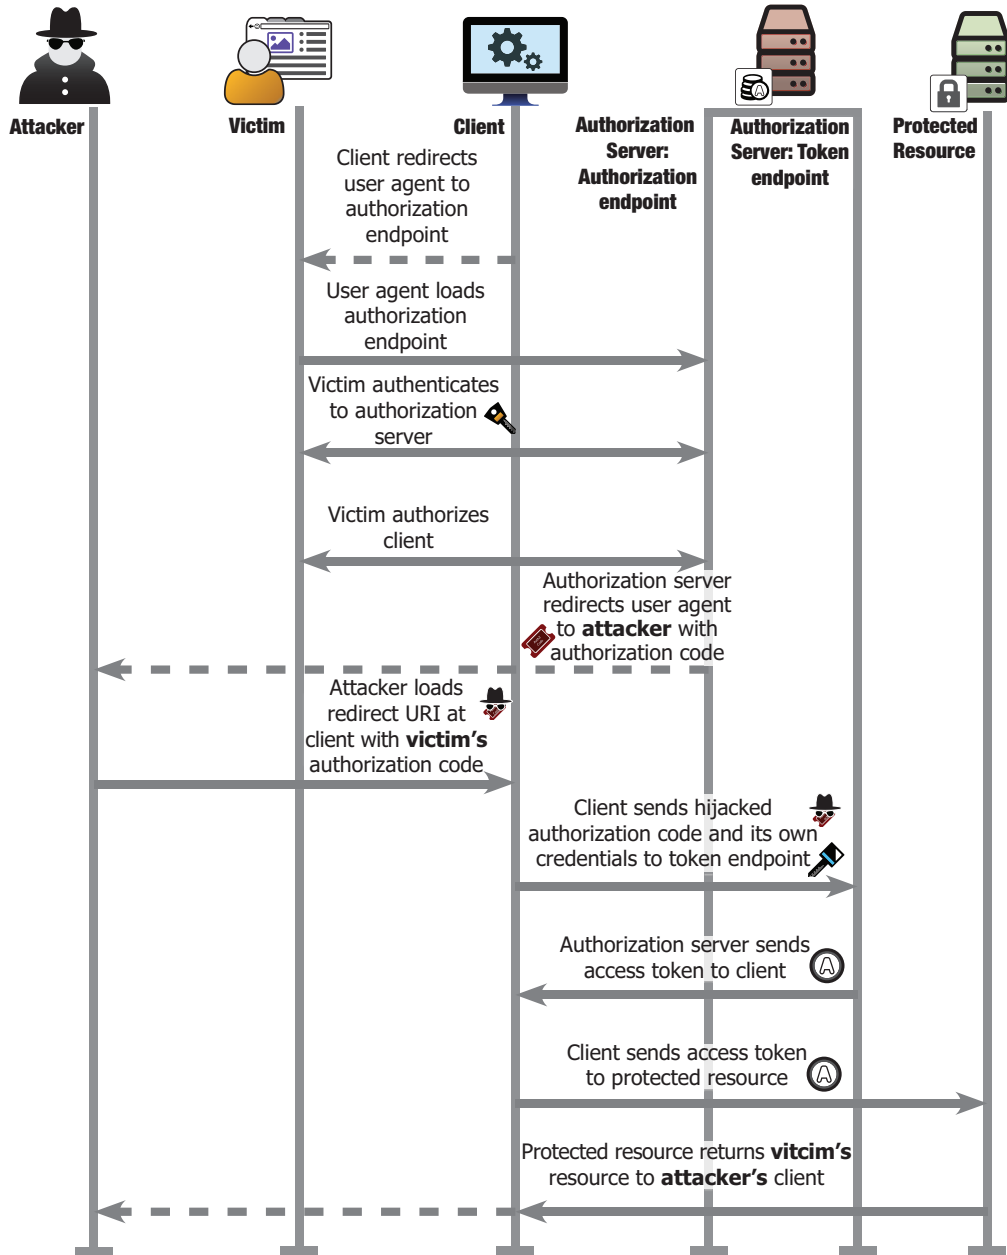 Attacker
Victim
Client
Authorization
Server:
Authorization
endpoint
Authorization
Server: Token
endpoint
Protected
Resource
Client redirects
user agent to
authorization
endpoint
User agent loads
authorization
endpoint
Victim authenticates
to authorization
server
Victim authorizes
client
Authorization server
redirects user agent
to attacker with
authorization code
Attacker loads
redirect URI at
client with victim's
authorization code
Client sends hijacked
authorization code and its own
credentials to token endpoint
Authorization server sends
access token to client
A
Client sends access token
to protected resource
A
Protected resource returns vitcim's
resource to attacker's client